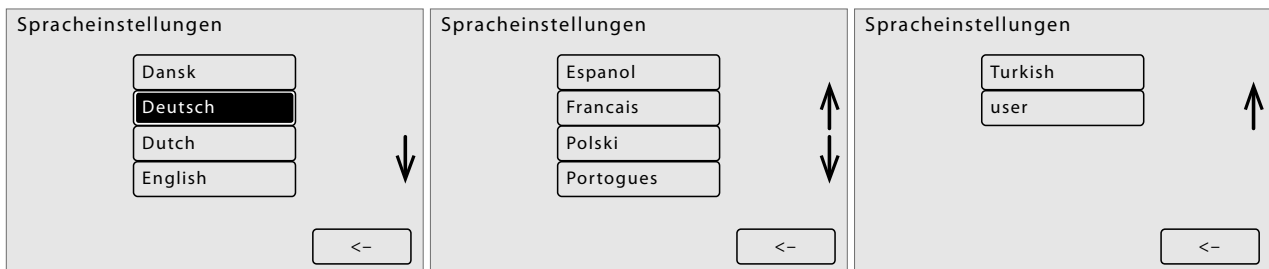 Spracheinstellungen
Dansk
Deutsch
Dutch
English
<-
Spracheinstellungen
Espanol
Francais
Polski
Portogues
<-
Spracheinstellungen
Turkish
user
<-